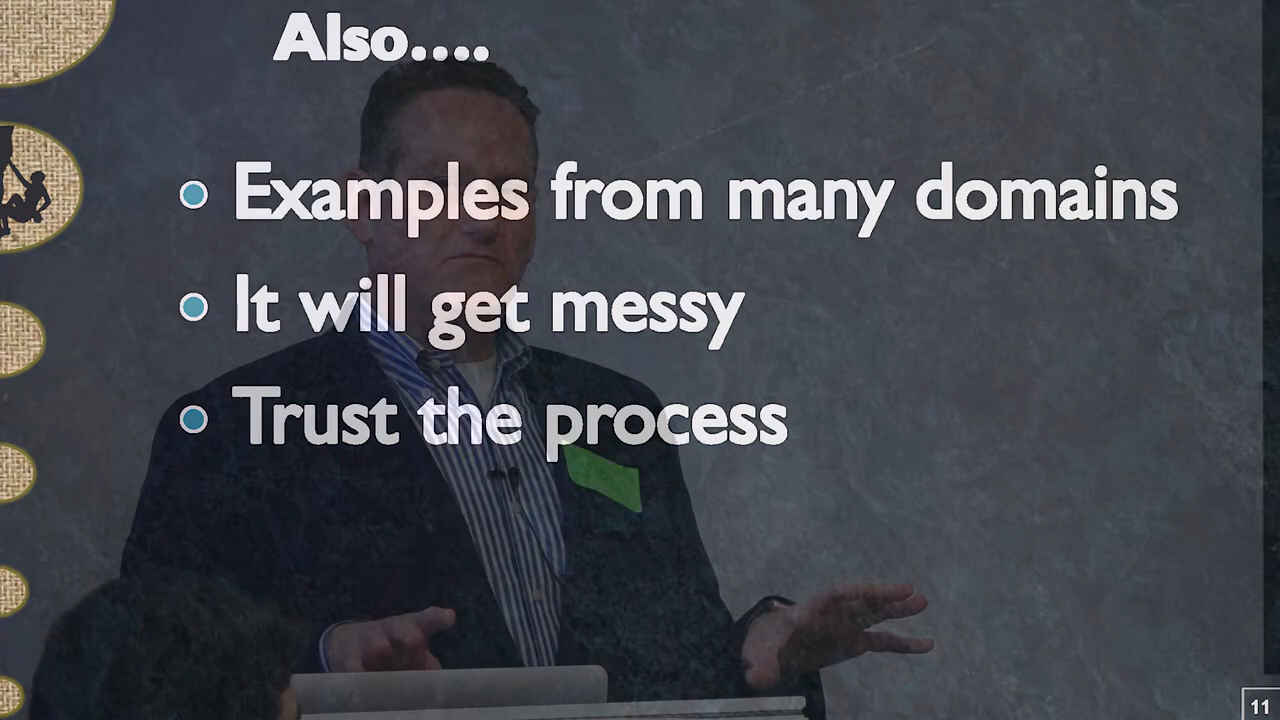 Also....
Examples from many domains
It will get messy
Trust the process
11